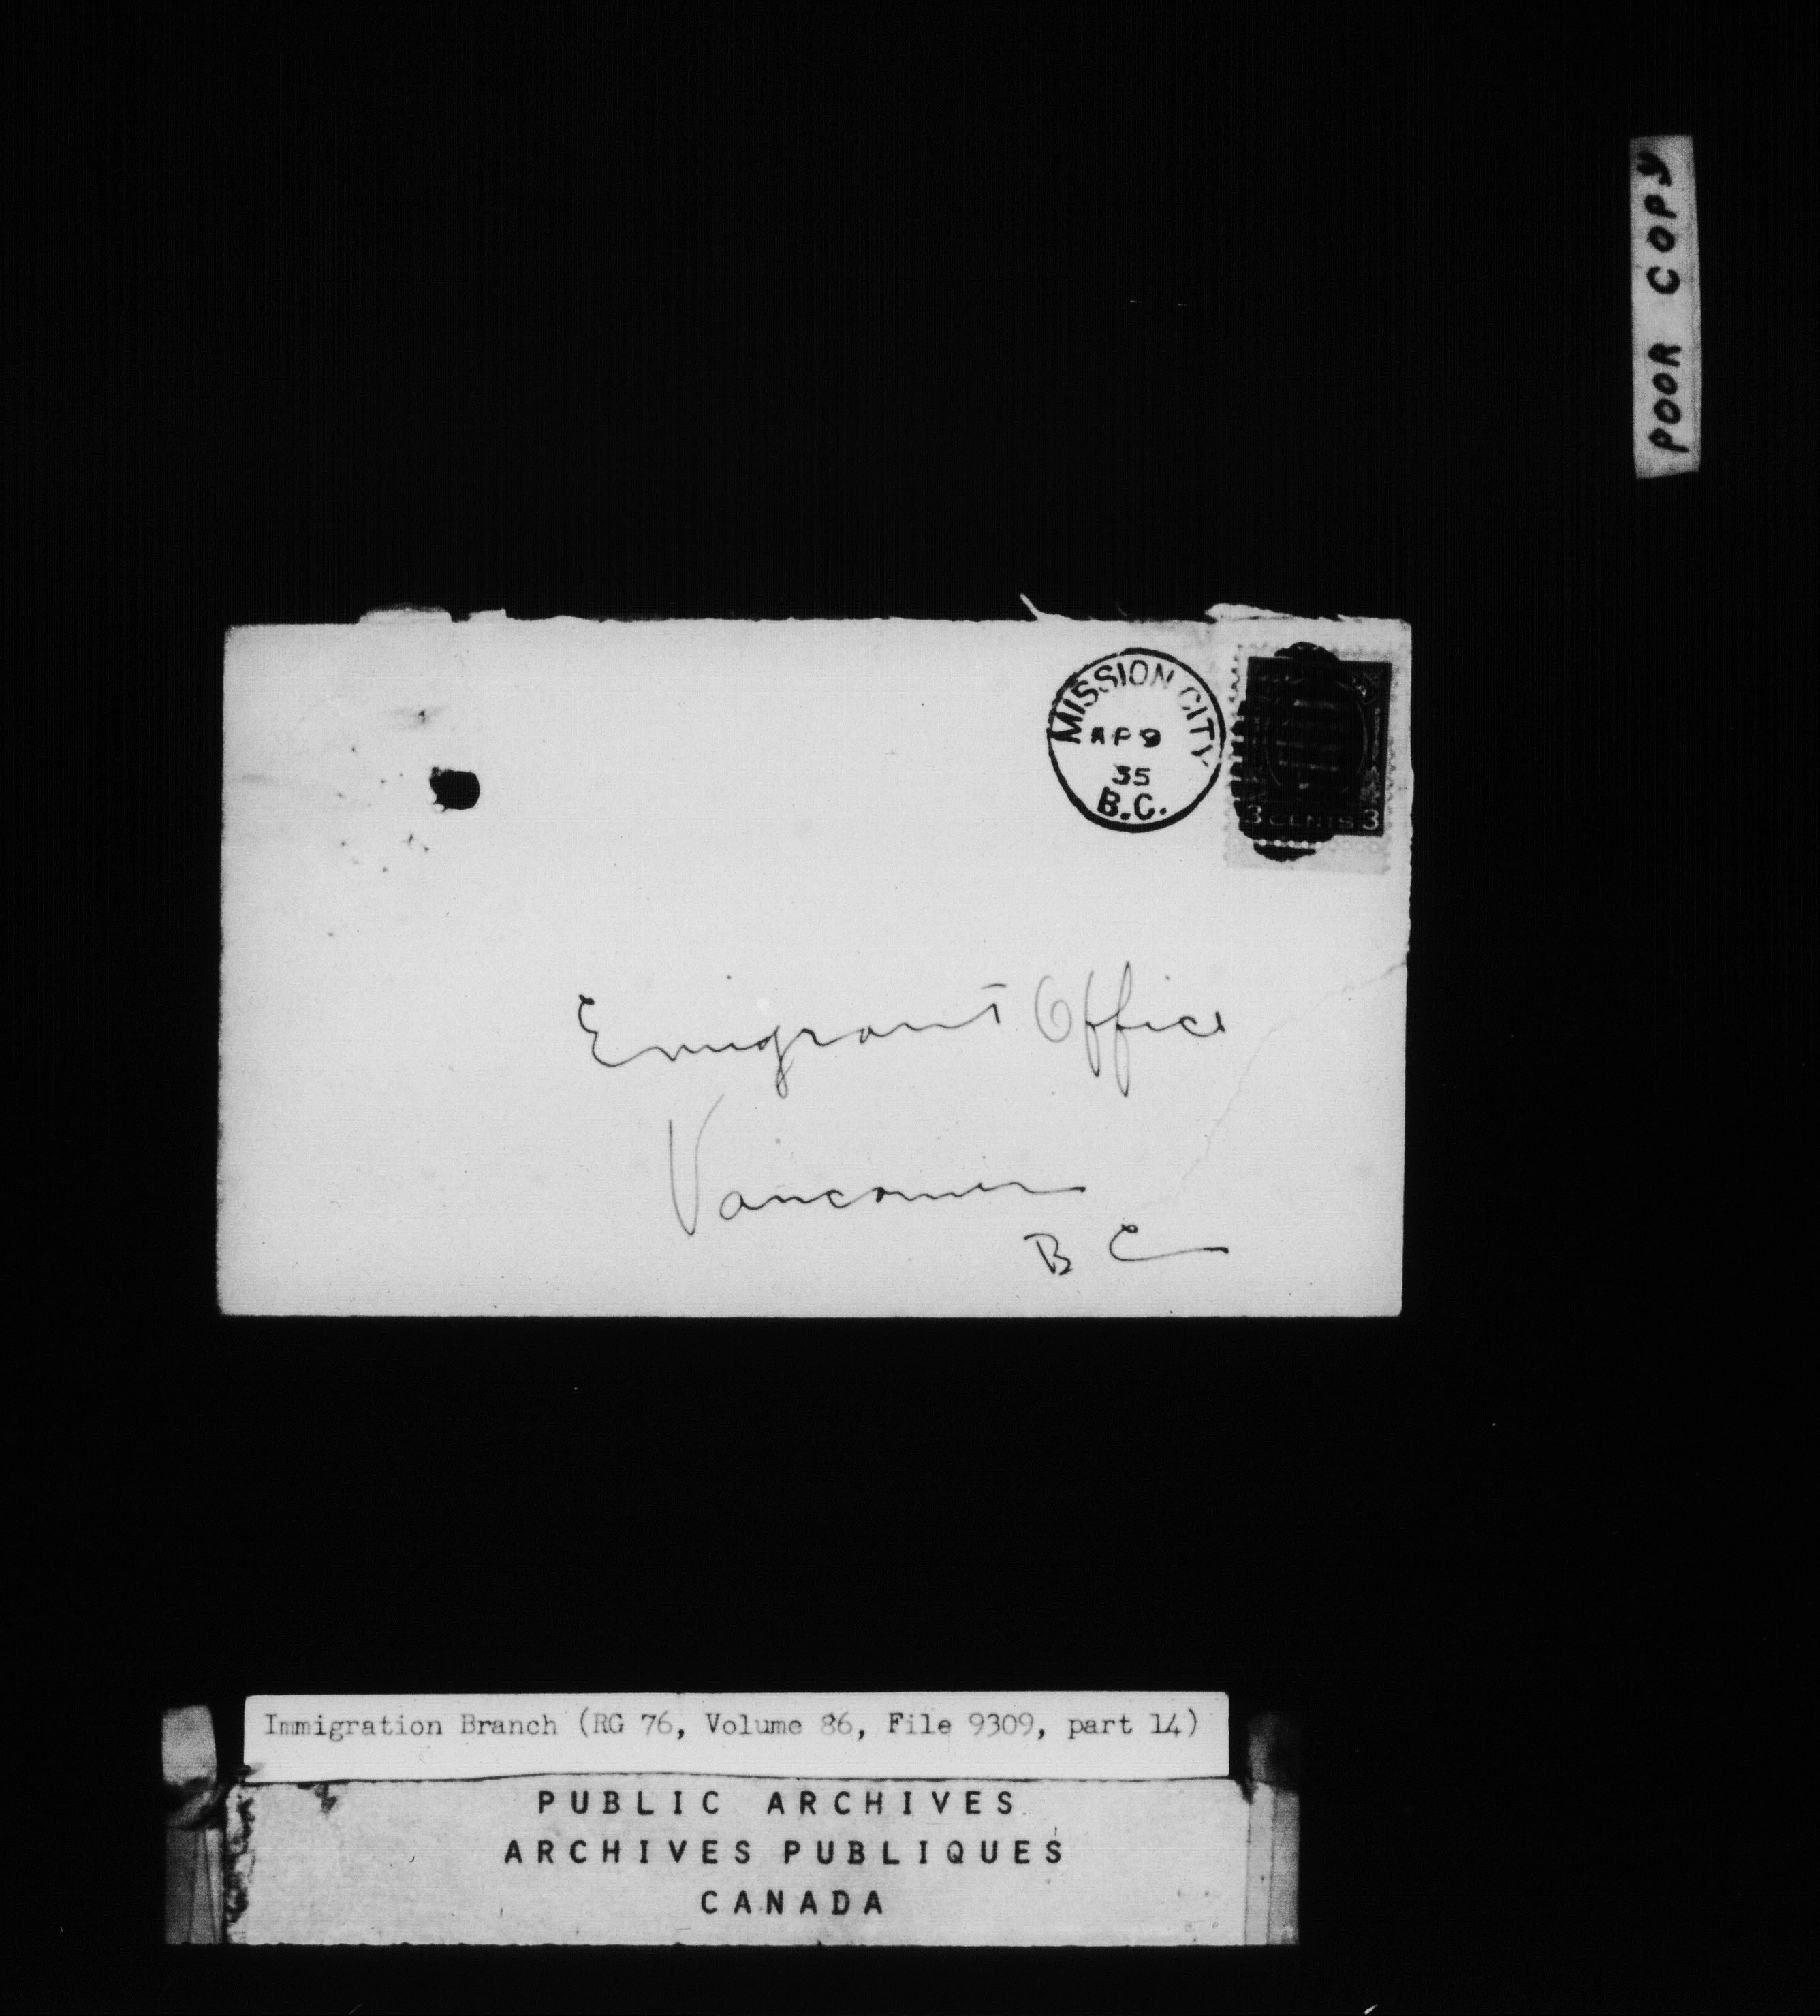 POOR COPY
MISSION CITY
AP 9
35
B.C.
3 CENTS 3
Emigrant Office
Vancouver
B C
Immigration Branch (RG 76, Volume 86, File 9309, part 14)
PUBLIC ARCHIVES
ARCHIVES PUBLIQUES
CANADA